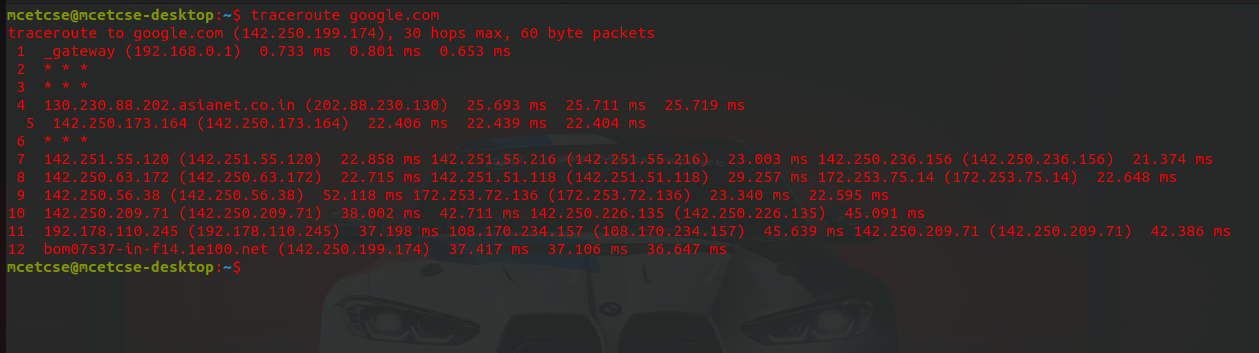 mcetcse@mcetcse-desktop:~$ traceroute google.com
traceroute to google.com (142.250.199.174), 30 hops max, 60 byte packets
 1  _gateway (192.168.0.1)  0.733 ms  0.801 ms  0.653 ms
 2  * * *
 3  * * *
 4  130.230.88.202.asianet.co.in (202.88.230.130)  25.693 ms  25.711 ms  25.719 ms
  5  142.250.173.164 (142.250.173.164)  22.406 ms  22.439 ms  22.404 ms
 6  * * *
 7  142.251.55.120 (142.251.55.120)  22.858 ms 142.251.55.216 (142.251.55.216)  23.003 ms 142.250.236.156 (142.250.236.156)  21.374 ms
 8  142.250.63.172 (142.250.63.172)  22.715 ms 142.251.51.118 (142.251.51.118)  29.257 ms 172.253.75.14 (172.253.75.14)  22.648 ms
 9  142.250.56.38 (142.250.56.38)  52.118 ms 172.253.72.136 (172.253.72.136)  23.340 ms  22.595 ms
10  142.250.209.71 (142.250.209.71)  38.002 ms  42.711 ms 142.250.226.135 (142.250.226.135)  45.091 ms
11  192.178.110.245 (192.178.110.245)  37.198 ms 108.170.234.157 (108.170.234.157)  45.639 ms 142.250.209.71 (142.250.209.71)  42.386 ms
12  bom07s37-in-f14.1e100.net (142.250.199.174)  37.417 ms  37.106 ms  36.647 ms
mcetcse@mcetcse-desktop:~$